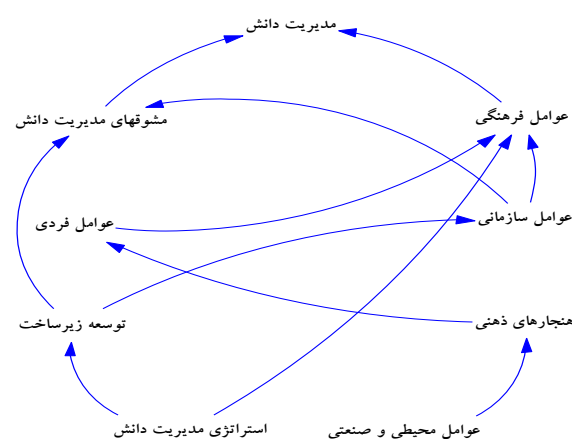 مدیریت دانش
عوامل فرهنگی
مشوقهای مدیریت دانش
عوامل سازمانی
عوامل فردی
هنجارهای ذهنی
توسعه زیرساخت
عوامل محیطی و صنعتی
استراتژی مدیریت دانش